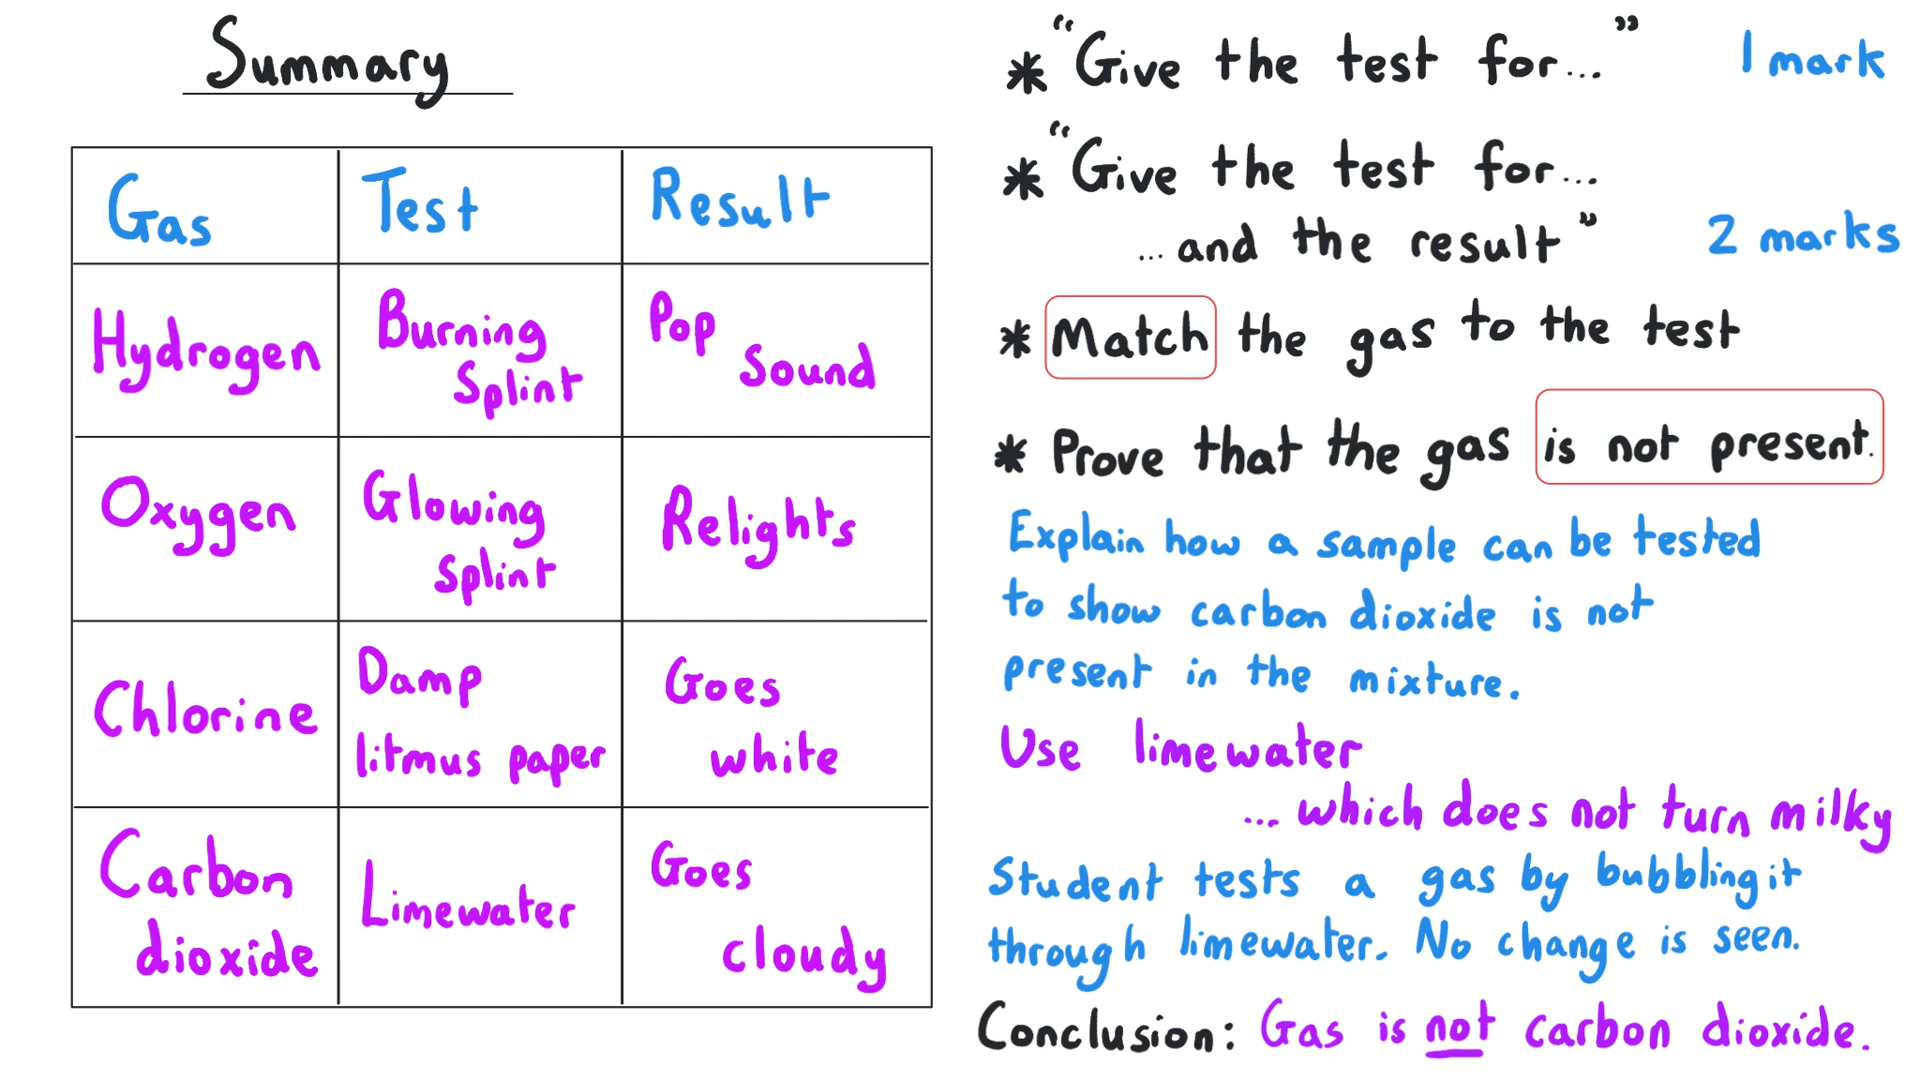 Summary
Gas Test Result
Hydrogen Burning Splint Pop Sound
Oxygen Glowing splint Relights
Chlorine Damp litmus paper Goes white
Carbon dioxide Limewater Goes cloudy
* "Give the test for..." 1 mark
* "Give the test for...
...and the result" 2 marks
* Match the gas to the test
* Prove that the gas is not present.
Explain how a sample can be tested
to show carbon dioxide is not
present in the mixture.
Use limewater
... which does not turn milky
Student tests a gas by bubbling it
through limewater. No change is seen.
Conclusion: Gas is not carbon dioxide.